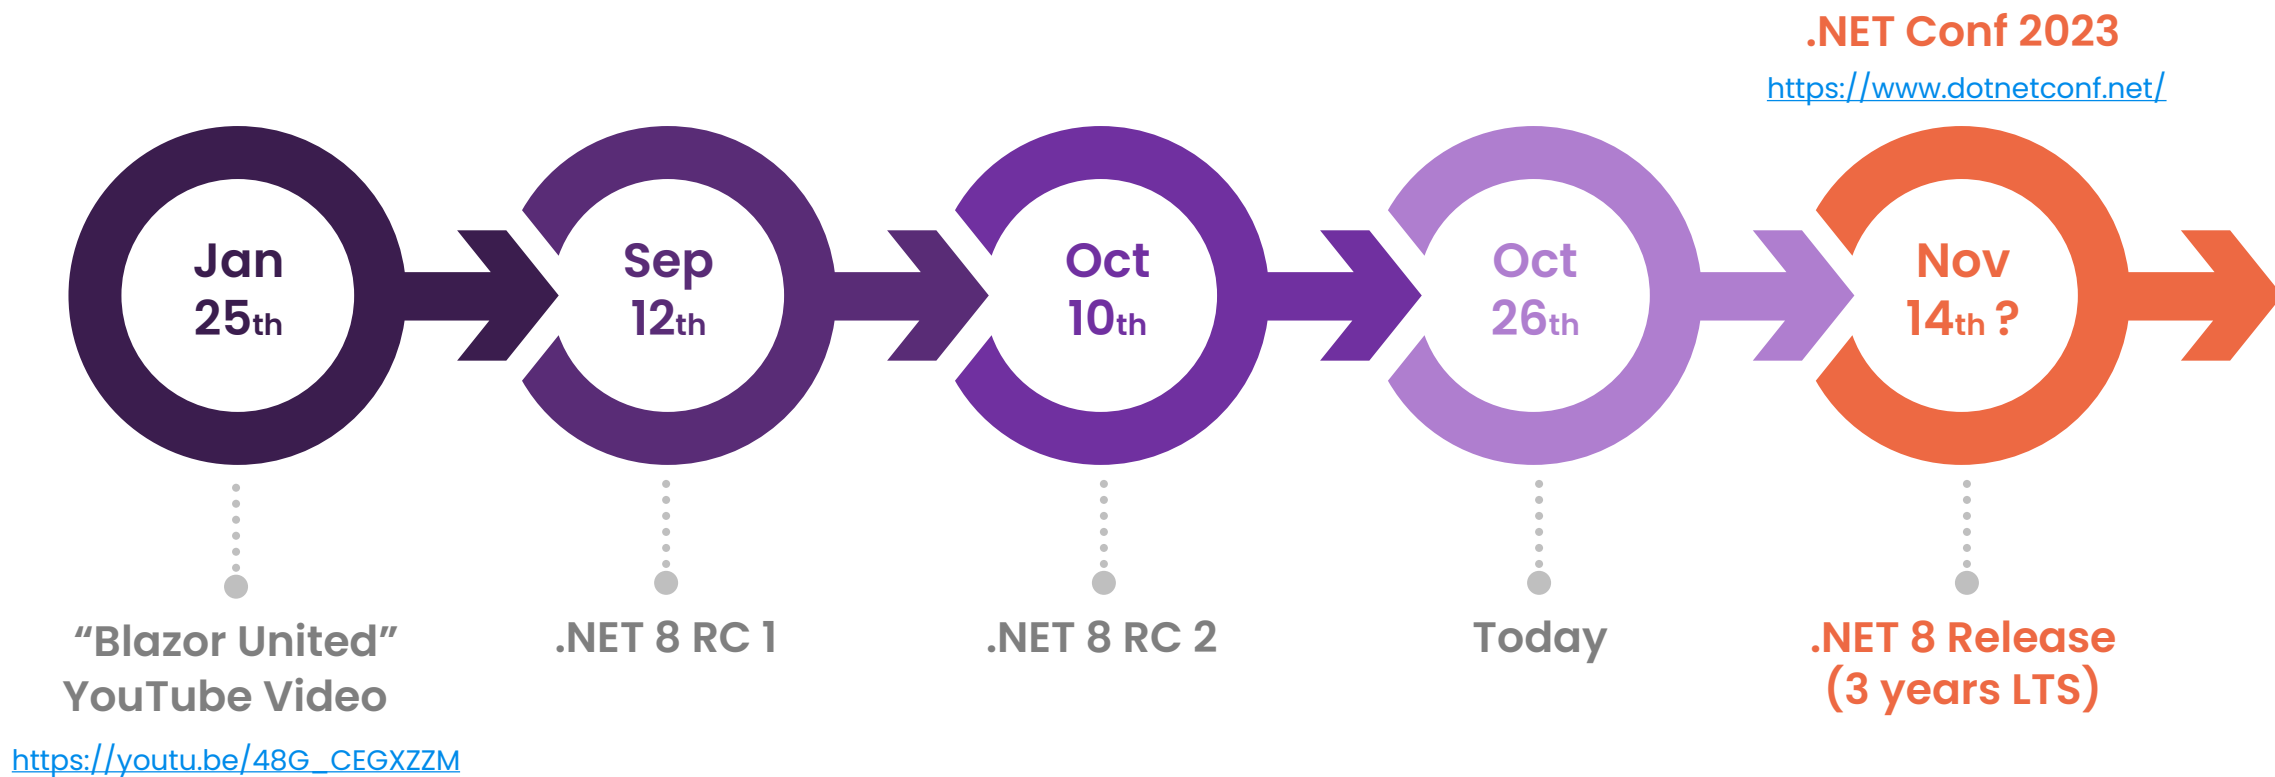 .NET Conf 2023
https://www.dotnetconf.net/
Jan
25th
Sep
12th
Oct
10th
Oct
26th
Nov
14th ?
“Blazor United”
YouTube Video
https://youtu.be/48G_CEGXZZM
.NET 8 RC 1
.NET 8 RC 2
Today
.NET 8 Release
(3 years LTS)